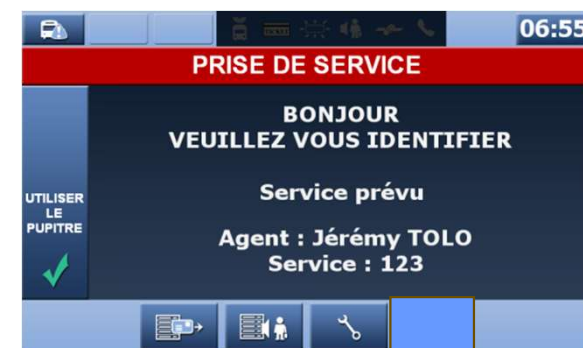 06:55
PRISE DE SERVICE
BONJOUR
VEUILLEZ VOUS IDENTIFIER
Service prévu
Agent : Jérémy TOLO
Service : 123
UTILISER
LE
PUPITRE